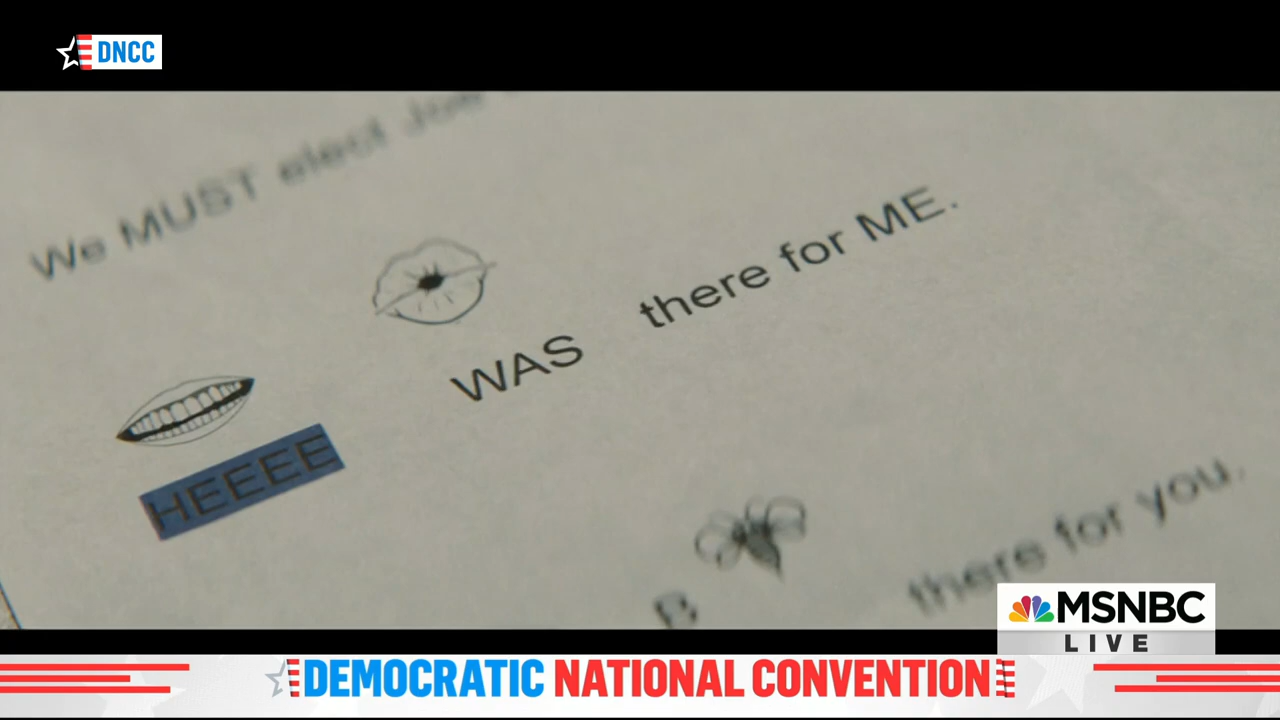 DNCC
We MUST elect Joe
WAS there for ME.
HEEEE
B there for you.
MSNBC
LIVE
DEMOCRATIC NATIONAL CONVENTION